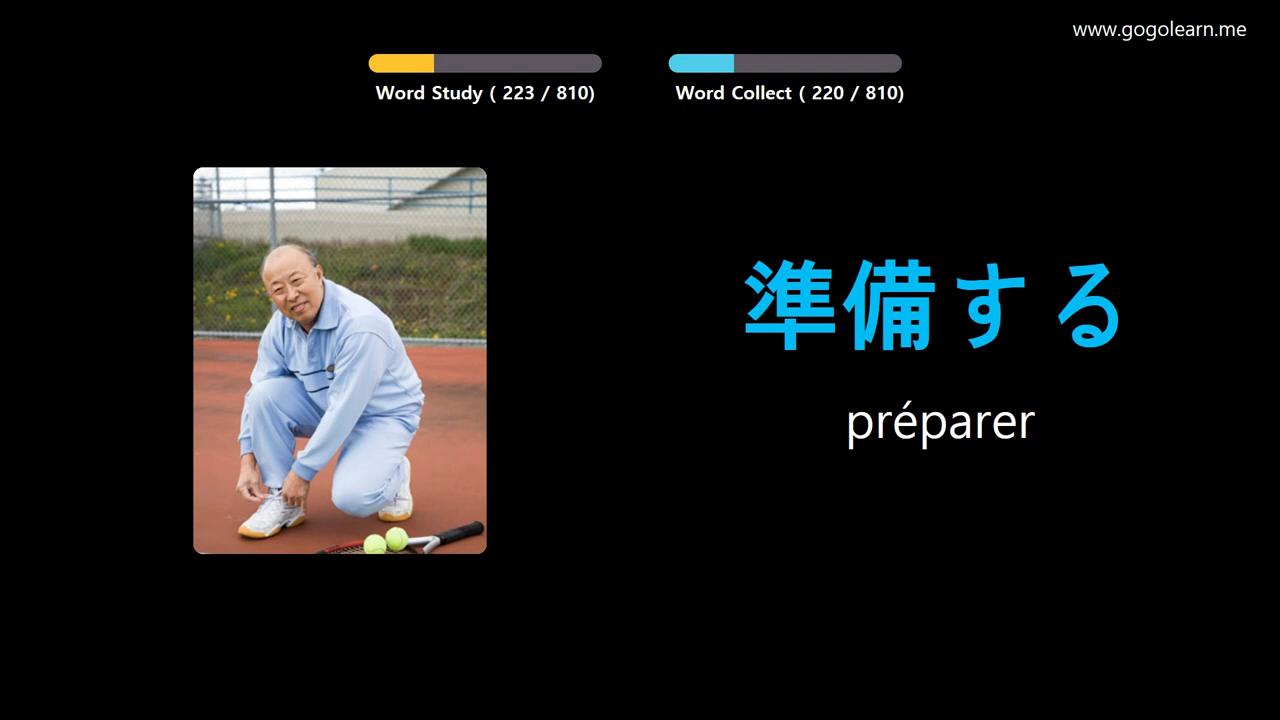 www.gogolearn.me
Word Study ( 223 / 810)
Word Collect ( 220 / 810)
準備する
préparer